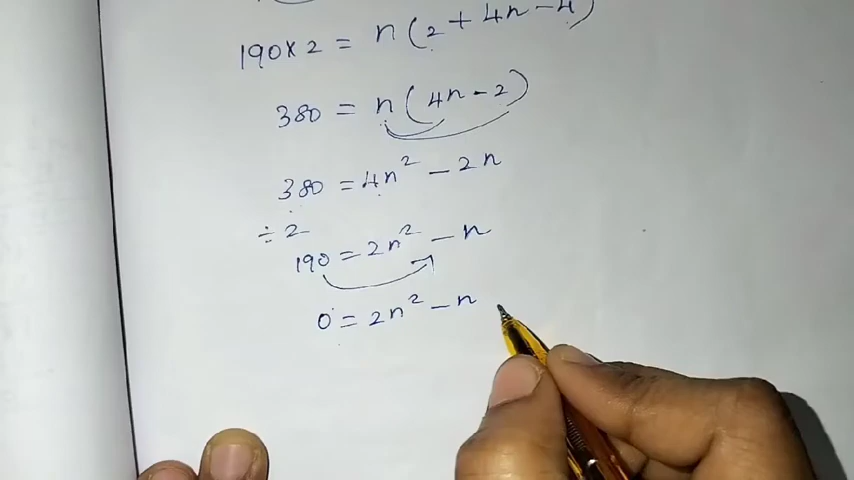 190×2 = n(2+4n-4)
380 = n(4n-2)
380 = 4n² - 2n
÷2
190 = 2n² - n
0 = 2n² - n